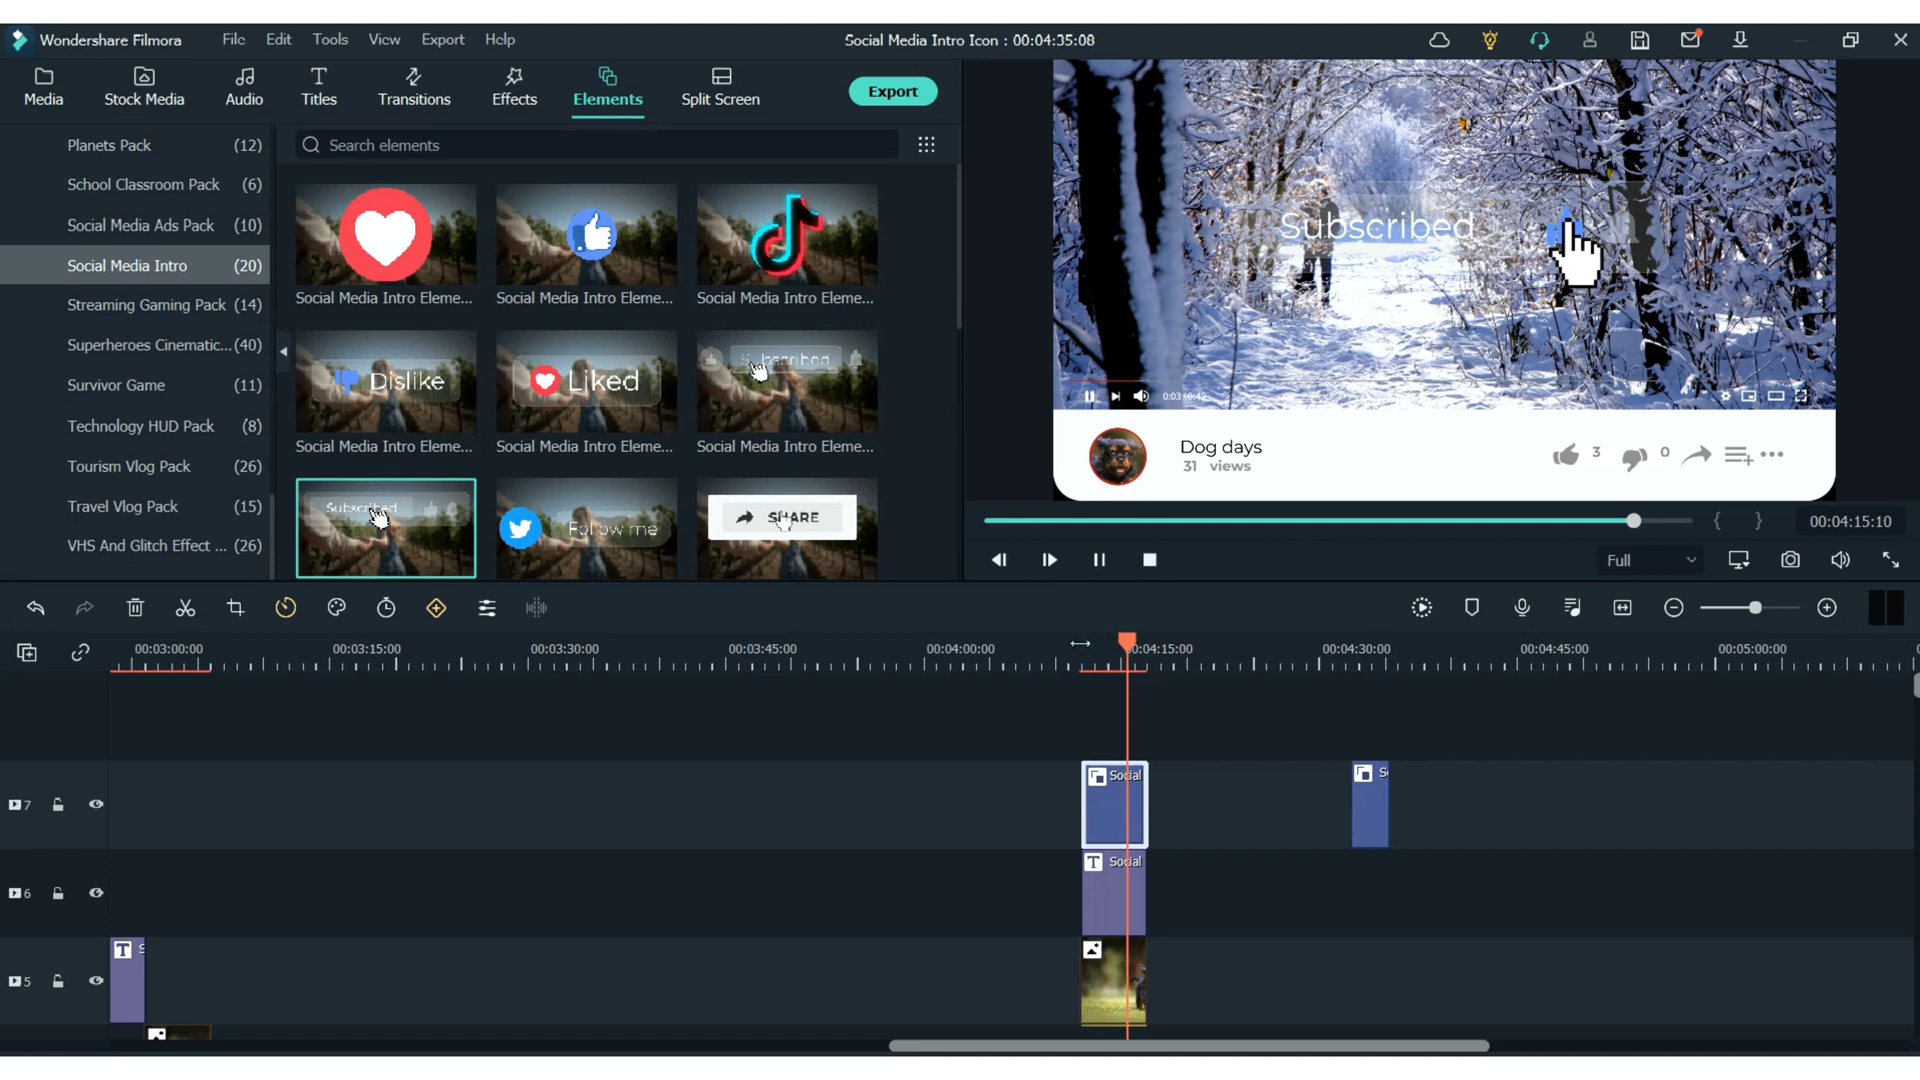 Wondershare Filmora
File Edit Tools View Export Help
Social Media Intro Icon : 00:04:35:08
Media
Stock Media
Audio
Titles
Transitions
Effects
Elements
Split Screen
Export
Planets Pack (12)
School Classroom Pack (6)
Social Media Ads Pack (10)
Social Media Intro (20)
Streaming Gaming Pack (14)
Superheroes Cinematic... (40)
Survivor Game (11)
Technology HUD Pack (8)
Tourism Vlog Pack (26)
Travel Vlog Pack (15)
VHS And Glitch Effect ... (26)
Search elements
Social Media Intro Eleme... Social Media Intro Eleme... Social Media Intro Eleme...
Dislike
Liked
Social Media Intro Eleme... Social Media Intro Eleme... Social Media Intro Eleme...
Subscribed
Follow me
SHARE
Subscribed
Dog days
31 views
3
0
00:04:15:10
Full
00:03:00:00 00:03:15:00 00:03:30:00 00:03:45:00 00:04:00:00 00:04:15:00 00:04:30:00 00:04:45:00 00:05:00:00
7
Social
6
T Social
5
T